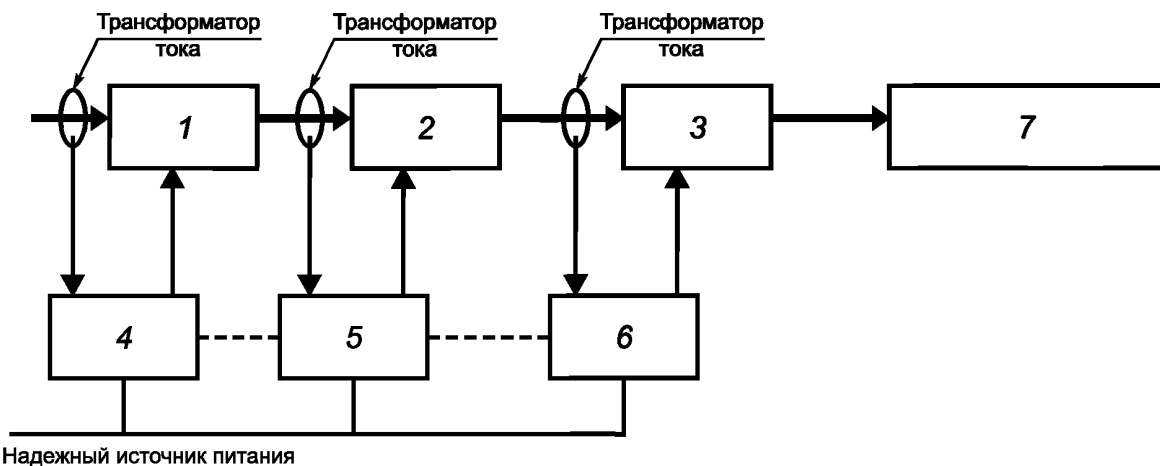 Трансформатор
тока
Трансформатор
тока
Трансформатор
тока
1
2
3
7
4
5
6
Надежный источник питания